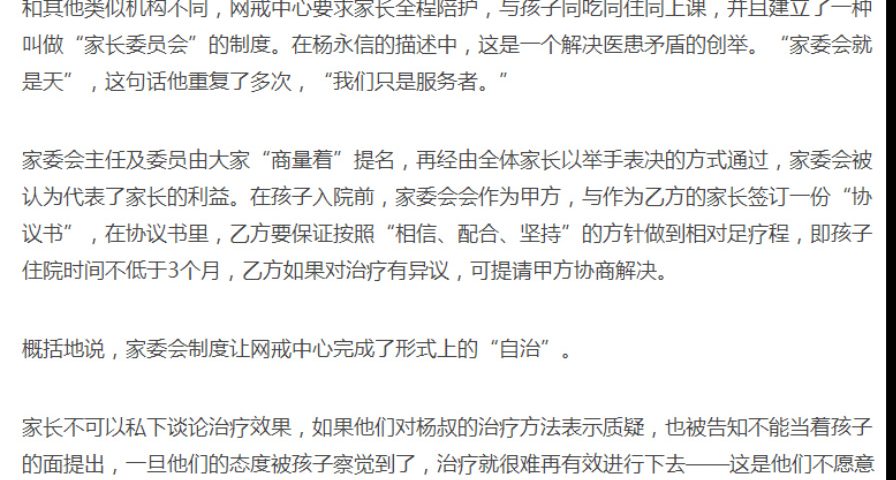 和其他类似机构不同，网戒中心要求家长全程陪护，与孩子同吃同住同上课，并且建立了一种
叫做“家长委员会”的制度。在杨永信的描述中，这是一个解决医患矛盾的创举。“家委会就
是天”，这句话他重复了多次，“我们只是服务者。”
家委会主任及委员由大家“商量着”提名，再经由全体家长以举手表决的方式通过，家委会被
认为代表了家长的利益。在孩子入院前，家委会会作为甲方，与作为乙方的家长签订一份“协
议书”，在协议书里，乙方要保证按照“相信、配合、坚持”的方针做到相对足疗程，即孩子
住院时间不低于3个月，乙方如果对治疗有异议，可提请甲方协商解决。
概括地说，家委会制度让网戒中心完成了形式上的“自治”。
家长不可以私下谈论治疗效果，如果他们对杨叔的治疗方法表示质疑，也被告知不能当着孩子
的面提出，一旦他们的态度被孩子察觉到了，治疗就很难再有效进行下去——这是他们不愿意